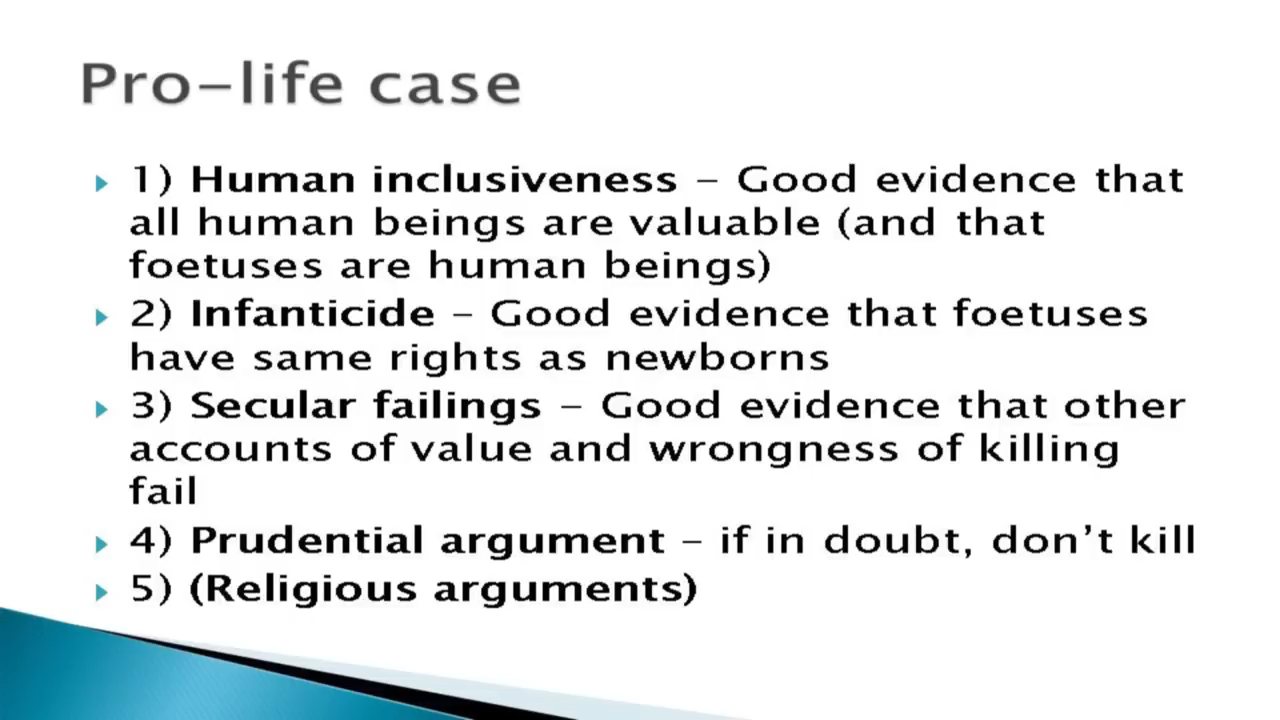 Pro-life case
1) Human inclusiveness – Good evidence that
all human beings are valuable (and that
foetuses are human beings)
2) Infanticide – Good evidence that foetuses
have same rights as newborns
3) Secular failings – Good evidence that other
accounts of value and wrongness of killing
fail
4) Prudential argument – if in doubt, don't kill
5) (Religious arguments)